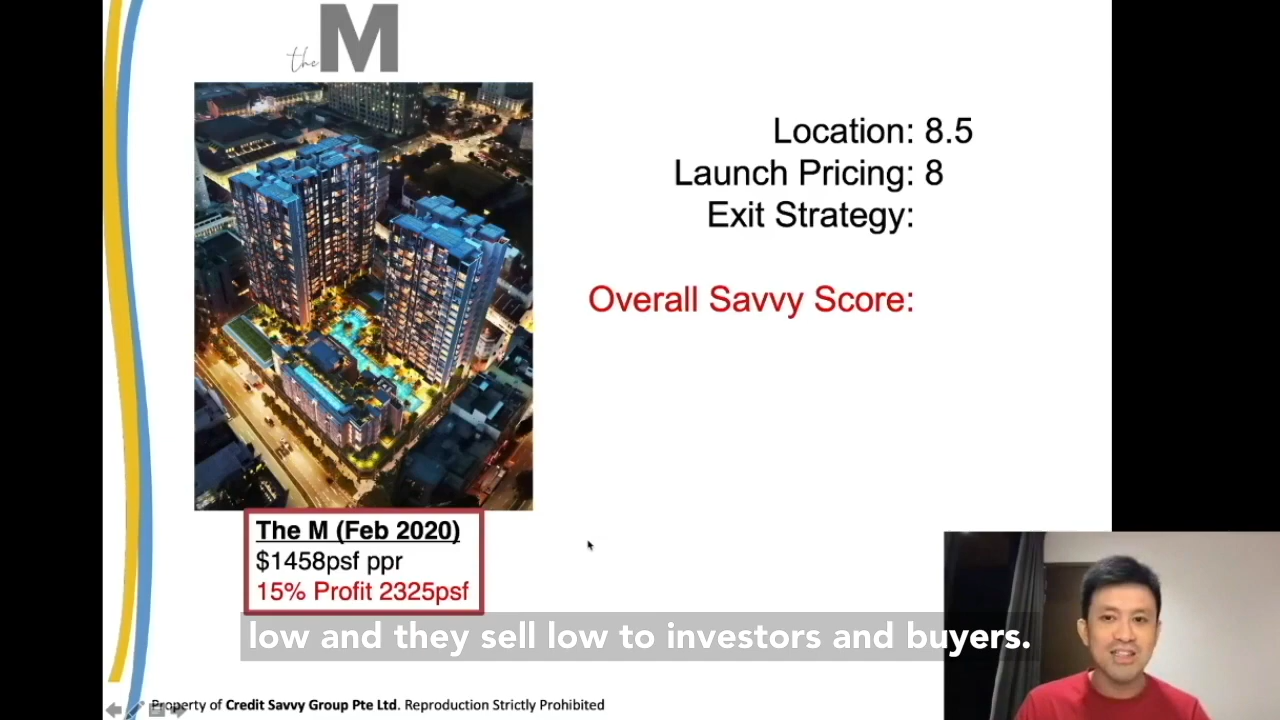 the M
Location: 8.5
Launch Pricing: 8
Exit Strategy:
Overall Savvy Score:
The M (Feb 2020)
$1458psf ppr
15% Profit 2325psf
low and they sell low to investors and buyers.
Property of Credit Savvy Group Pte Ltd. Reproduction Strictly Prohibited